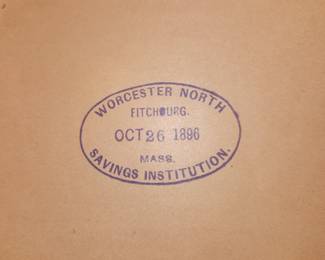 WORCESTER NORTH
FITCHBURG.
OCT 26 1896
MASS.
SAVINGS INSTITUTION.